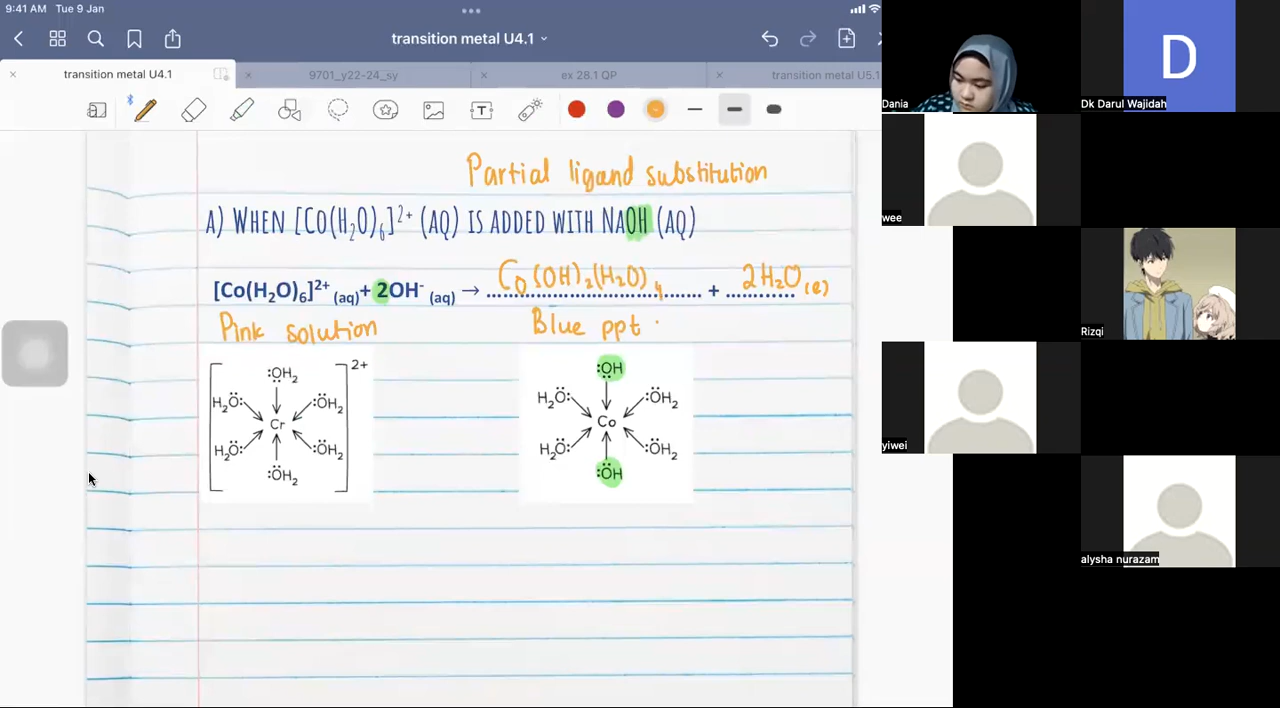 9:41 AM Tue 9 Jan
transition metal U4.1
transition metal U4.1
9701_y22-24_sy
ex 28.1 QP
transition metal U5.1
Partial ligand substitution
A) WHEN [CO(H₂O)₆]²⁺ (AQ) IS ADDED WITH NAOH (AQ)
[Co(H₂O)₆]²⁺ (aq)+ 2OH⁻ (aq) → Co(OH)₂(H₂O)₄ + 2H₂O(l)
Pink solution
Blue ppt.
2+
:ÖH₂
H₂Ö:
:ÖH₂
Cr
H₂Ö:
:ÖH₂
:ÖH₂
:ÖH
H₂Ö:
:ÖH₂
Co
H₂Ö:
:ÖH₂
:ÖH
Dania
D
Dk Darul Wajidah
wee
Rizqi
yiwei
alysha nurazam